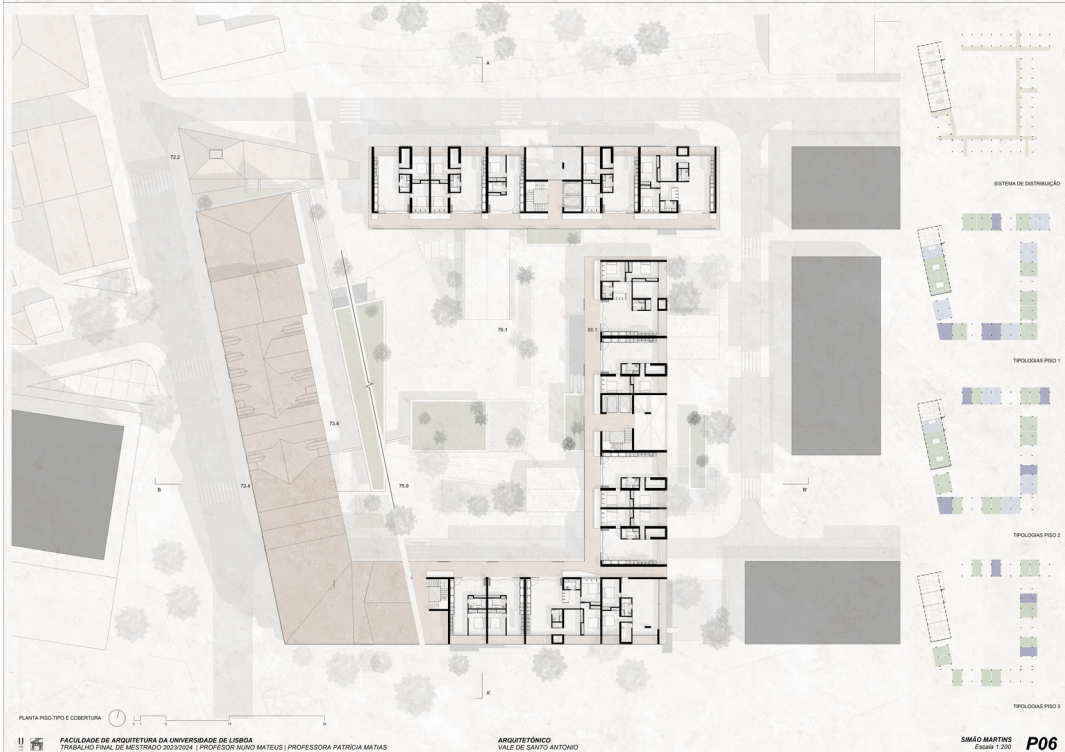 A
72.2
SISTEMA DE DISTRIBUIÇÃO
76.1
80.1
TIPOLOGIAS PISO 1
73.6
73.4
75.9
B
B'
TIPOLOGIAS PISO 2
A'
TIPOLOGIAS PISO 3
PLANTA PISO TIPO E COBERTURA
FACULDADE DE ARQUITETURA DA UNIVERSIDADE DE LISBOA
TRABALHO FINAL DE MESTRADO 2023/2024 | PROFESOR NUNO MATEUS | PROFESSORA PATRÍCIA MATIAS
ARQUITETÓNICO
VALE DE SANTO ANTÓNIO
SIMÃO MARTINS
Escala 1:200
P06